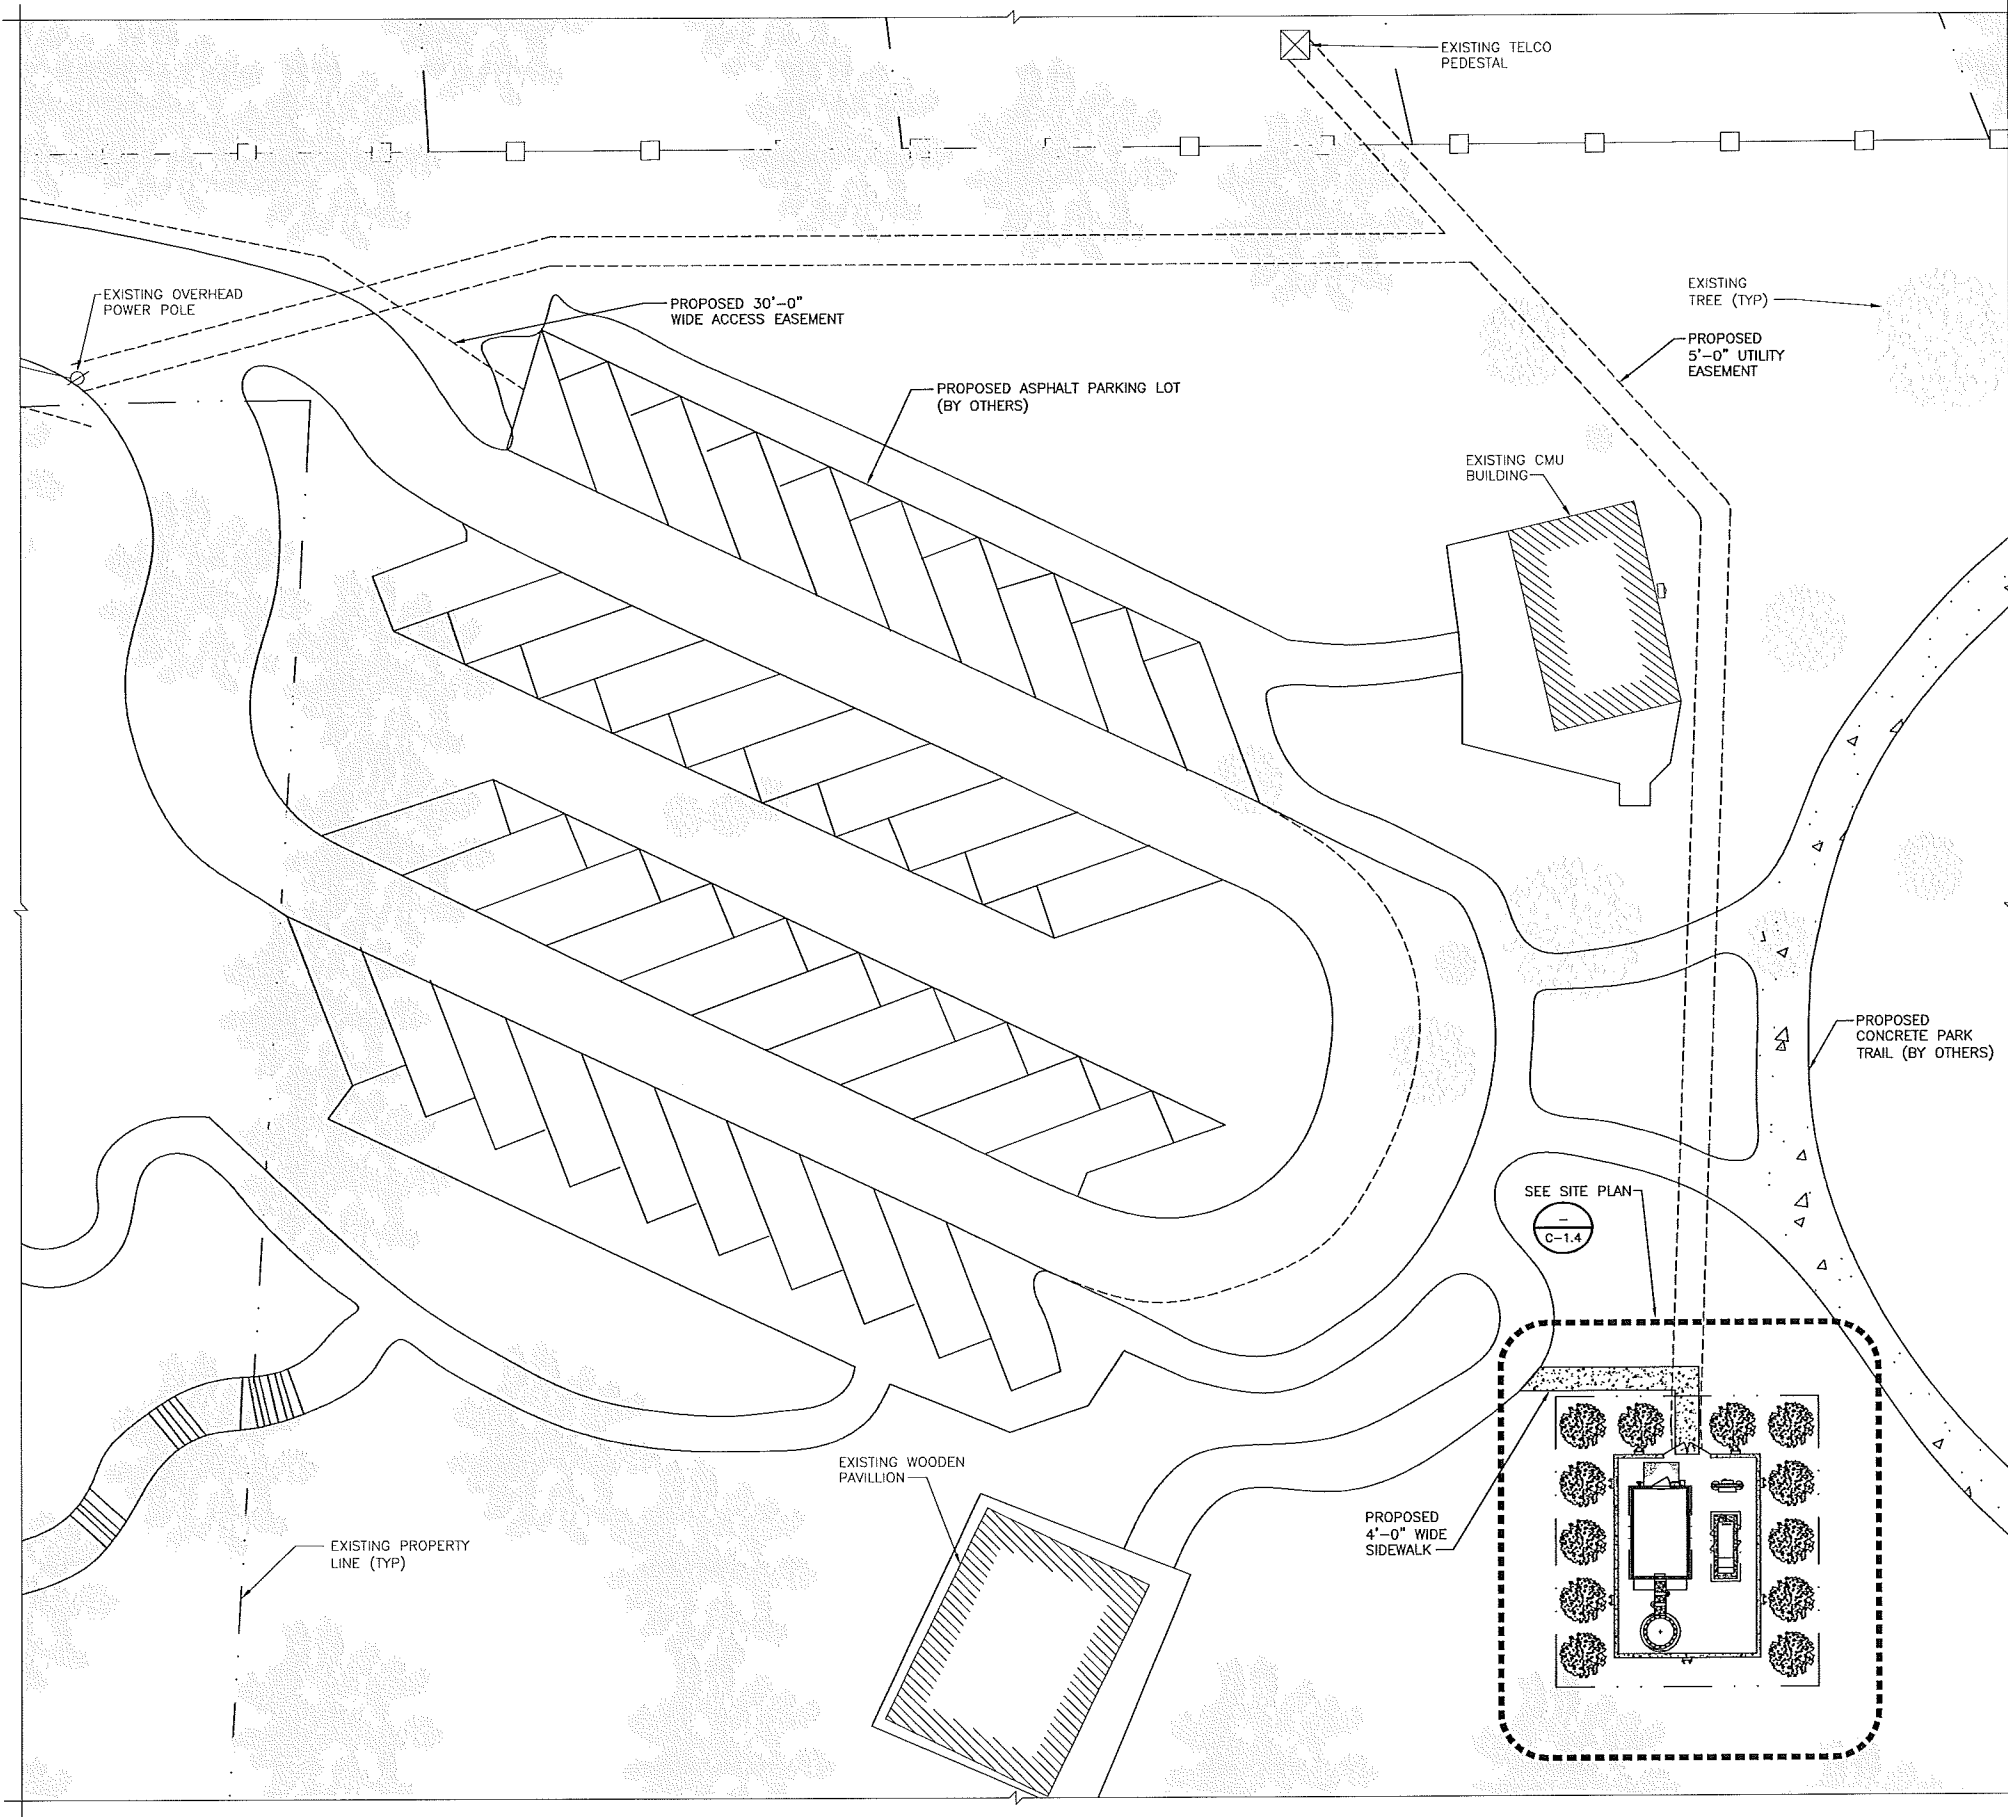 EXISTING TELCO
PEDESTAL
EXISTING OVERHEAD
POWER POLE
PROPOSED 30'-0"
WIDE ACCESS EASEMENT
EXISTING
TREE (TYP)
PROPOSED
5'-0" UTILITY
EASEMENT
PROPOSED ASPHALT PARKING LOT
(BY OTHERS)
EXISTING CMU
BUILDING
PROPOSED
CONCRETE PARK
TRAIL (BY OTHERS)
SEE SITE PLAN
–
C-1.4
EXISTING WOODEN
PAVILLION
PROPOSED
4'-0" WIDE
SIDEWALK
EXISTING PROPERTY
LINE (TYP)